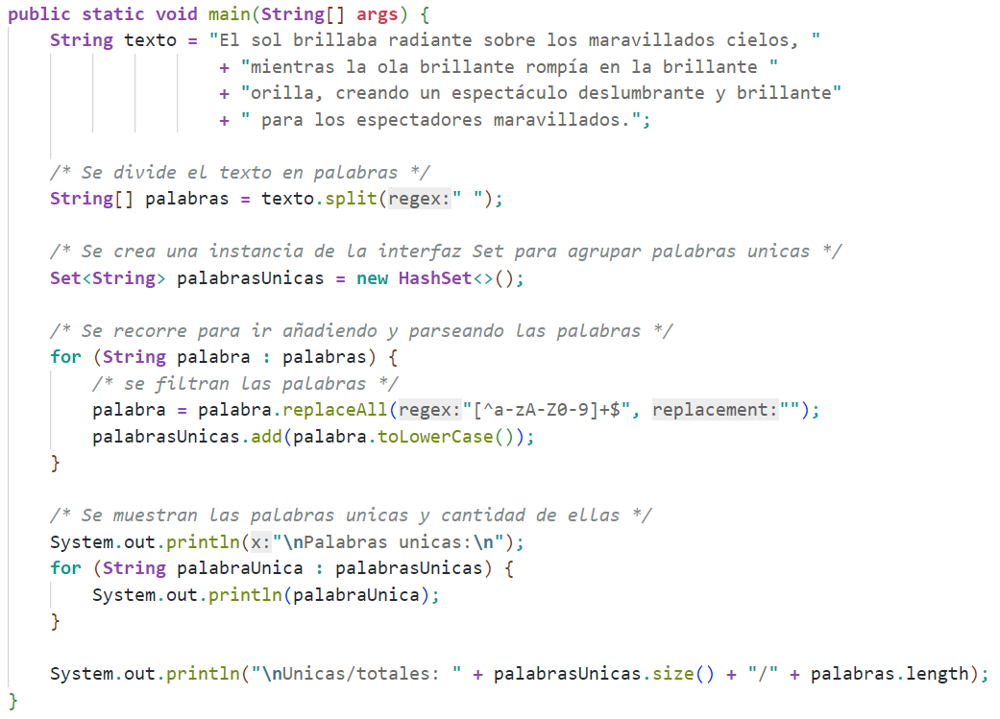 public static void main(String[] args) {
String texto = "El sol brillaba radiante sobre los maravillados cielos, "
+ "mientras la ola brillante rompía en la brillante "
+ "orilla, creando un espectáculo deslumbrante y brillante"
+ " para los espectadores maravillados.";
/* Se divide el texto en palabras */
String[] palabras = texto.split(regex:" ");
/* Se crea una instancia de la interfaz Set para agrupar palabras unicas */
Set<String> palabrasUnicas = new HashSet<>();
/* Se recorre para ir añadiendo y parseando las palabras */
for (String palabra : palabras) {
/* se filtran las palabras */
palabra = palabra.replaceAll(regex:"[^a-zA-Z0-9]+$", replacement:"");
palabrasUnicas.add(palabra.toLowerCase());
}
/* Se muestran las palabras unicas y cantidad de ellas */
System.out.println(x:"\nPalabras unicas:\n");
for (String palabraUnica : palabrasUnicas) {
System.out.println(palabraUnica);
}
System.out.println("\nUnicas/totales: " + palabrasUnicas.size() + "/" + palabras.length);
}